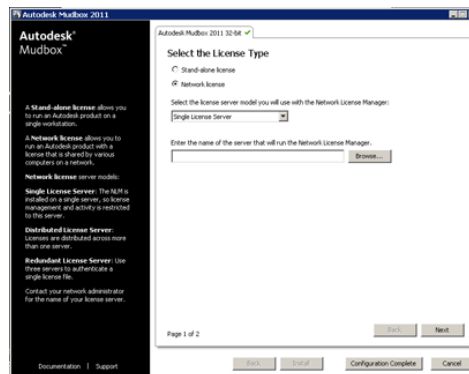 Autodesk Mudbox 2011
Autodesk®
Mudbox™
A Stand-alone license allows you
to run an Autodesk product on a
single workstation.
A Network license allows you to
run an Autodesk product with a
license that is shared by various
computers on a network.
Network license server models:
Single License Server: The NLM is
installed on a single server, so license
management and activity is restricted
to this server.
Distributed License Server:
Licenses are distributed across more
than one server.
Redundant License Server: Use
three servers to authenticate a
single license file.
Contact your network administrator
for the name of your license server.
Documentation | Support
Autodesk Mudbox 2011 32-bit
Select the License Type
Stand-alone license
Network license
Select the license server model you will use with the Network License Manager:
Single License Server
Enter the name of the server that will run the Network License Manager.
Browse...
Page 1 of 2
Back
Next
Back
Install
Configuration Complete
Cancel